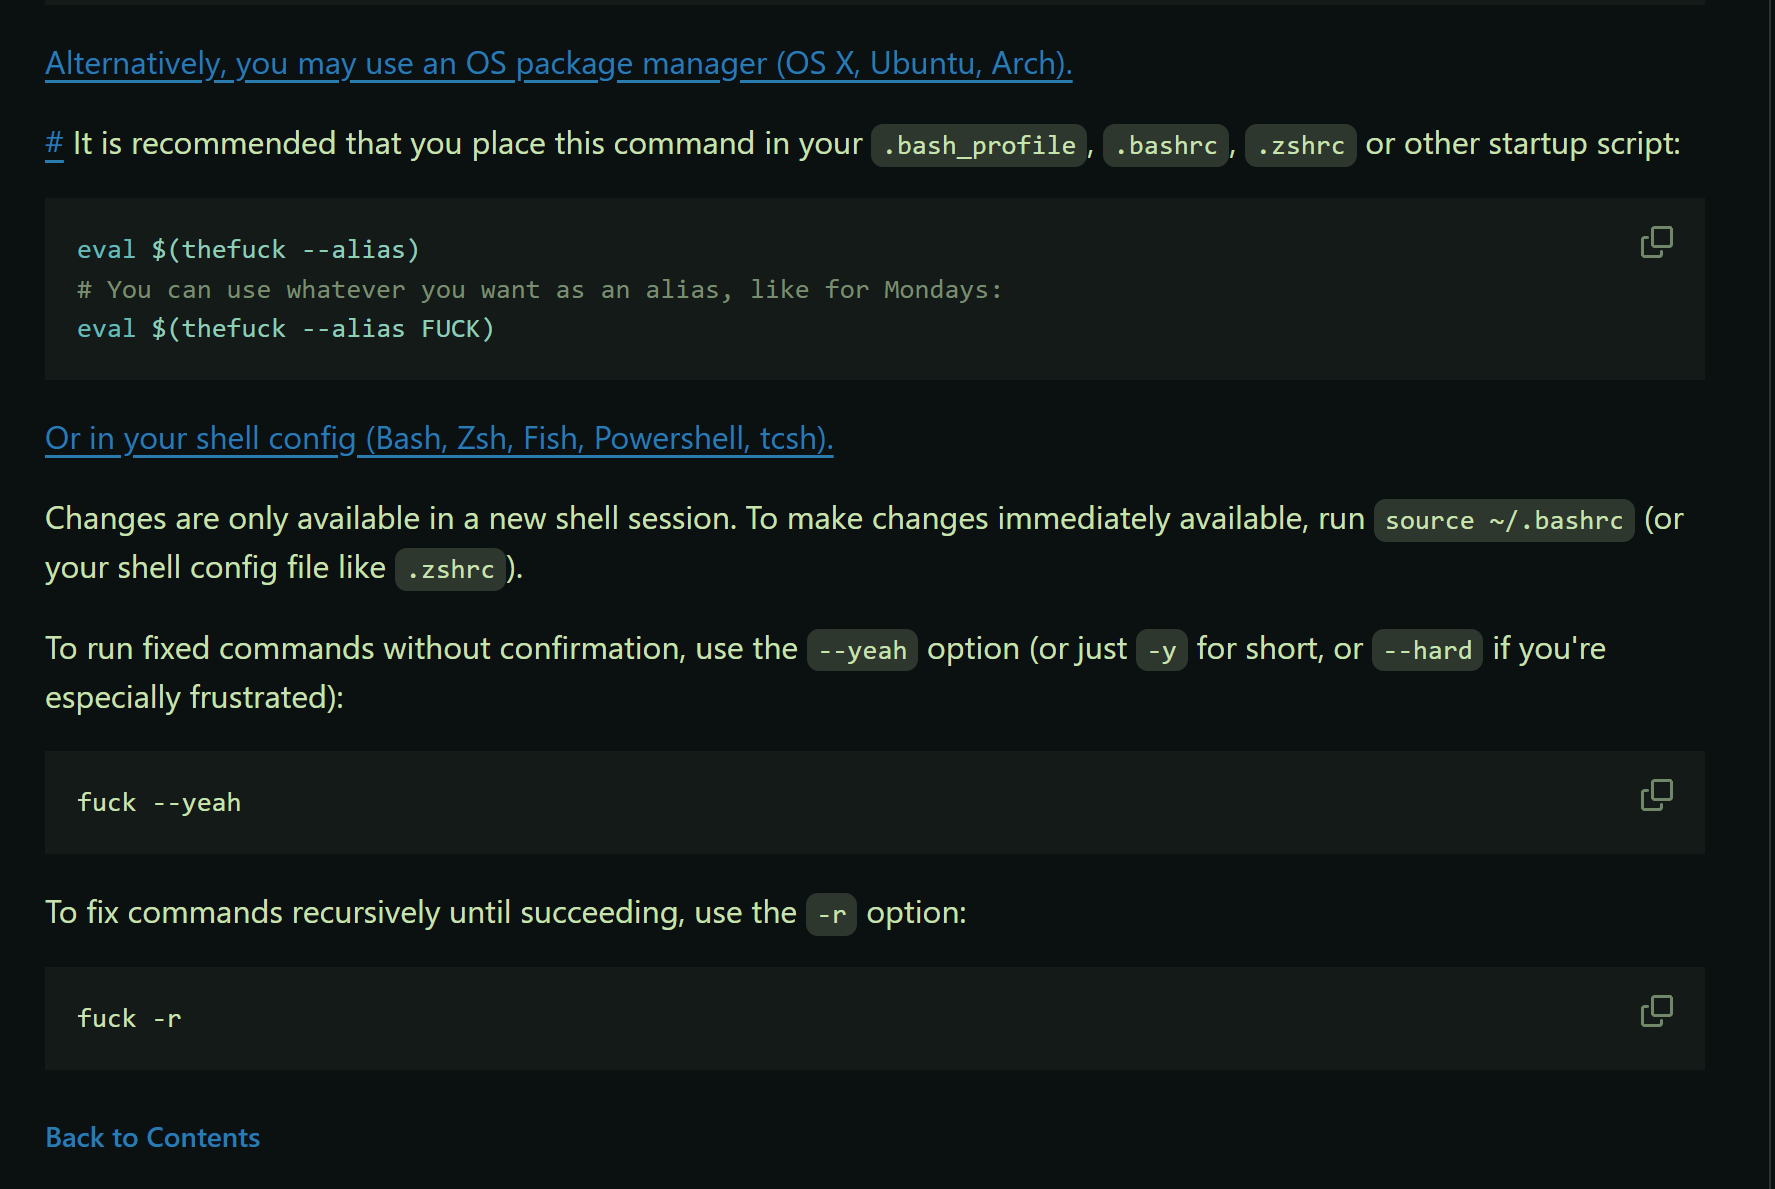 Alternatively, you may use an OS package manager (OS X, Ubuntu, Arch).
# It is recommended that you place this command in your .bash_profile, .bashrc, .zshrc or other startup script:
eval $(thefuck --alias)
# You can use whatever you want as an alias, like for Mondays:
eval $(thefuck --alias FUCK)
Or in your shell config (Bash, Zsh, Fish, Powershell, tcsh).
Changes are only available in a new shell session. To make changes immediately available, run source ~/.bashrc (or
your shell config file like .zshrc).
To run fixed commands without confirmation, use the --yeah option (or just -y for short, or --hard if you're
especially frustrated):
fuck --yeah
To fix commands recursively until succeeding, use the -r option:
fuck -r
Back to Contents